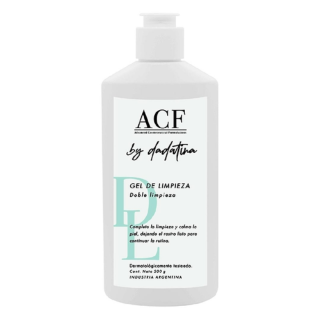 ACF
by dadatina
GEL DE LIMPIEZA
Doble limpieza
DL
Completa la limpieza y calma la
piel, dejando el rostro listo para
continuar la rutina.
Dermatológicamente testeado.
Cont. Neto 200 g
INDUSTRIA ARGENTINA